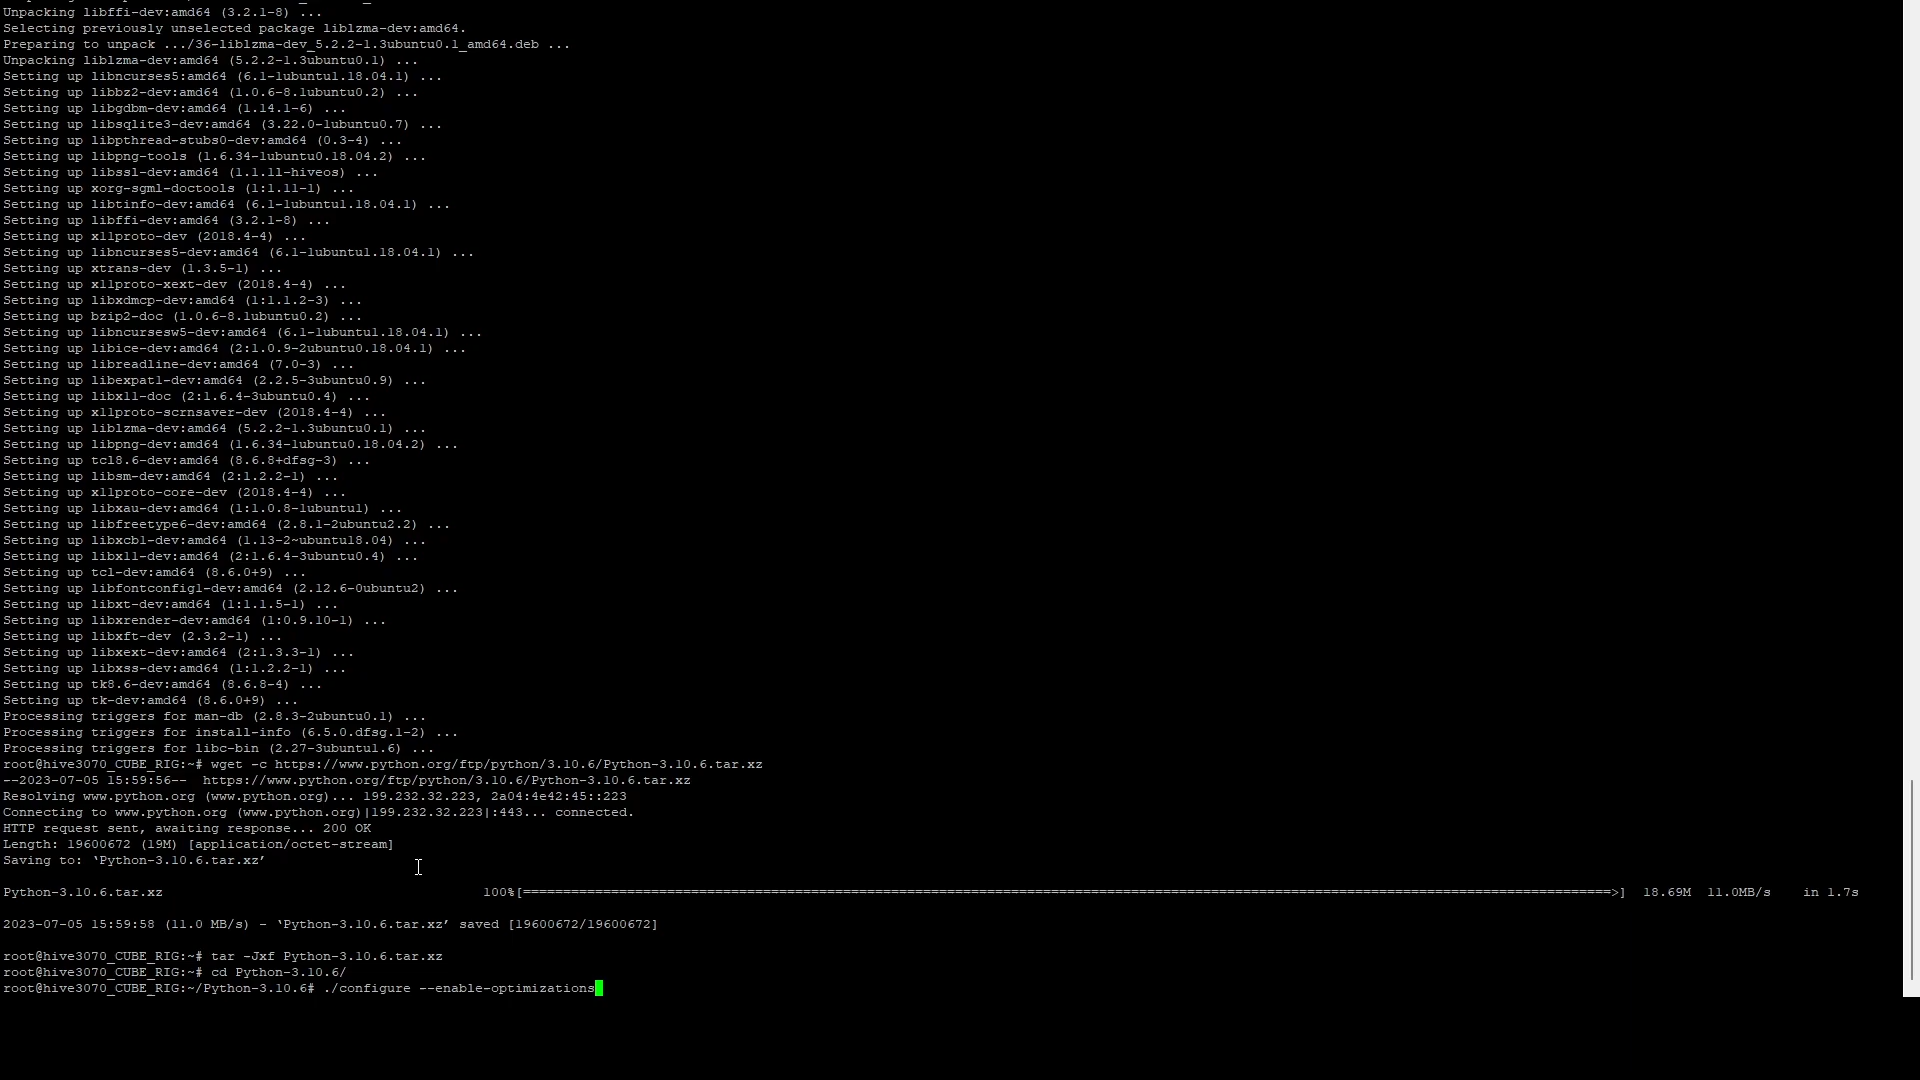 Unpacking libffi-dev:amd64 (3.2.1-8) ...
Selecting previously unselected package liblzma-dev:amd64.
Preparing to unpack .../36-liblzma-dev_5.2.2-1.3ubuntu0.1_amd64.deb ...
Unpacking liblzma-dev:amd64 (5.2.2-1.3ubuntu0.1) ...
Setting up libncurses5:amd64 (6.1-1ubuntu1.18.04.1) ...
Setting up libbz2-dev:amd64 (1.0.6-8.1ubuntu0.2) ...
Setting up libgdbm-dev:amd64 (1.14.1-6) ...
Setting up libsqlite3-dev:amd64 (3.22.0-1ubuntu0.7) ...
Setting up libpthread-stubs0-dev:amd64 (0.3-4) ...
Setting up libpng-tools (1.6.34-1ubuntu0.18.04.2) ...
Setting up libssl-dev:amd64 (1.1.1l-hiveos) ...
Setting up xorg-sgml-doctools (1:1.11-1) ...
Setting up libtinfo-dev:amd64 (6.1-1ubuntu1.18.04.1) ...
Setting up libffi-dev:amd64 (3.2.1-8) ...
Setting up x11proto-dev (2018.4-4) ...
Setting up libncurses5-dev:amd64 (6.1-1ubuntu1.18.04.1) ...
Setting up xtrans-dev (1.3.5-1) ...
Setting up x11proto-xext-dev (2018.4-4) ...
Setting up libxdmcp-dev:amd64 (1:1.1.2-3) ...
Setting up bzip2-doc (1.0.6-8.1ubuntu0.2) ...
Setting up libncursesw5-dev:amd64 (6.1-1ubuntu1.18.04.1) ...
Setting up libice-dev:amd64 (2:1.0.9-2ubuntu0.18.04.1) ...
Setting up libreadline-dev:amd64 (7.0-3) ...
Setting up libexpat1-dev:amd64 (2.2.5-3ubuntu0.9) ...
Setting up libx11-doc (2:1.6.4-3ubuntu0.4) ...
Setting up x11proto-scrnsaver-dev (2018.4-4) ...
Setting up liblzma-dev:amd64 (5.2.2-1.3ubuntu0.1) ...
Setting up libpng-dev:amd64 (1.6.34-1ubuntu0.18.04.2) ...
Setting up tcl8.6-dev:amd64 (8.6.8+dfsg-3) ...
Setting up libsm-dev:amd64 (2:1.2.2-1) ...
Setting up x11proto-core-dev (2018.4-4) ...
Setting up libxau-dev:amd64 (1:1.0.8-1ubuntu1) ...
Setting up libfreetype6-dev:amd64 (2.8.1-2ubuntu2.2) ...
Setting up libxcb1-dev:amd64 (1.13-2~ubuntu18.04) ...
Setting up libx11-dev:amd64 (2:1.6.4-3ubuntu0.4) ...
Setting up tcl-dev:amd64 (8.6.0+9) ...
Setting up libfontconfig1-dev:amd64 (2.12.6-0ubuntu2) ...
Setting up libxt-dev:amd64 (1:1.1.5-1) ...
Setting up libxrender-dev:amd64 (1:0.9.10-1) ...
Setting up libxft-dev (2.3.2-1) ...
Setting up libxext-dev:amd64 (2:1.3.3-1) ...
Setting up libxss-dev:amd64 (1:1.2.2-1) ...
Setting up tk8.6-dev:amd64 (8.6.8-4) ...
Setting up tk-dev:amd64 (8.6.0+9) ...
Processing triggers for man-db (2.8.3-2ubuntu0.1) ...
Processing triggers for install-info (6.5.0.dfsg.1-2) ...
Processing triggers for libc-bin (2.27-3ubuntu1.6) ...
root@hive3070_CUBE_RIG:~# wget -c https://www.python.org/ftp/python/3.10.6/Python-3.10.6.tar.xz
--2023-07-05 15:59:56--  https://www.python.org/ftp/python/3.10.6/Python-3.10.6.tar.xz
Resolving www.python.org (www.python.org)... 199.232.32.223, 2a04:4e42:45::223
Connecting to www.python.org (www.python.org)|199.232.32.223|:443... connected.
HTTP request sent, awaiting response... 200 OK
Length: 19600672 (19M) [application/octet-stream]
Saving to: ‘Python-3.10.6.tar.xz’
Python-3.10.6.tar.xz 100%[=====================================================================================>] 18.69M 11.0MB/s in 1.7s
2023-07-05 15:59:58 (11.0 MB/s) - ‘Python-3.10.6.tar.xz’ saved [19600672/19600672]
root@hive3070_CUBE_RIG:~# tar -Jxf Python-3.10.6.tar.xz
root@hive3070_CUBE_RIG:~# cd Python-3.10.6/
root@hive3070_CUBE_RIG:~/Python-3.10.6# ./configure --enable-optimizations